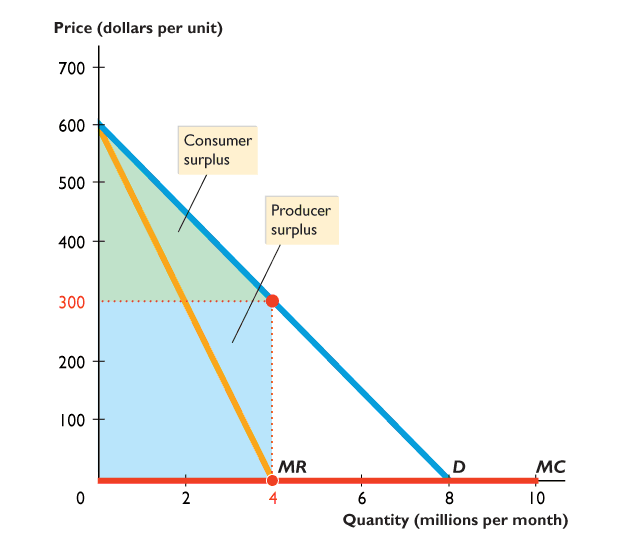 Price (dollars per unit)
700
600
Consumer
surplus
500
Producer
surplus
400
300
200
100
MR
D
MC
0
2
4
6
8
10
Quantity (millions per month)